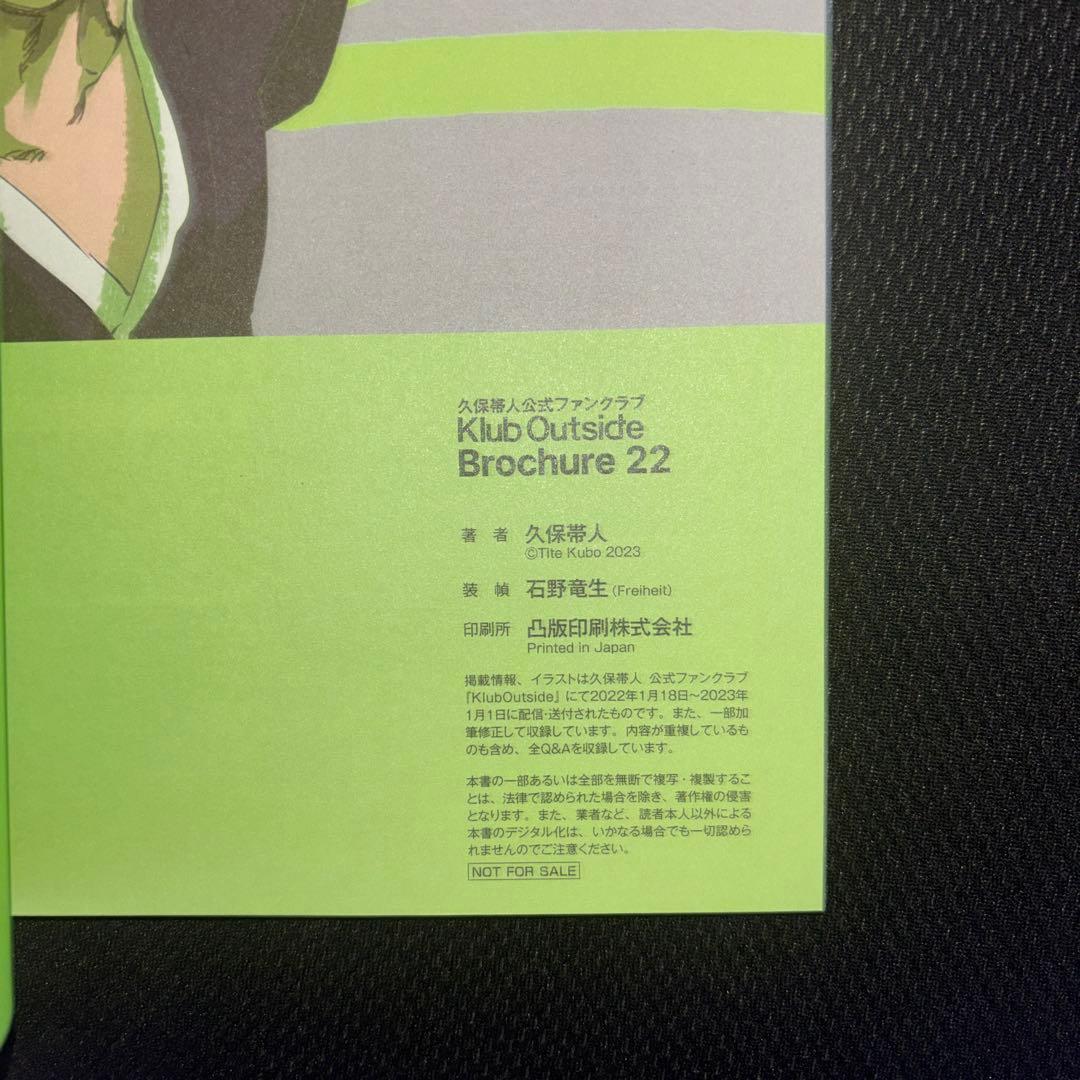 久保帯人公式ファンクラブ
Klub Outside
Brochure 22
著者 久保帯人
©Tite Kubo 2023
装幀 石野竜生(Freiheit)
印刷所 凸版印刷株式会社
Printed in Japan
掲載情報、イラストは久保帯人 公式ファンクラブ
『KlubOutside』にて2022年1月18日〜2023年
1月1日に配信・送付されたものです。また、一部加
筆修正して収録しています。内容が重複しているも
のも含め、全Q&Aを収録しています。
本書の一部あるいは全部を無断で複写・複製するこ
とは、法律で認められた場合を除き、著作権の侵害
となります。また、業者など、読者本人以外による
本書のデジタル化は、いかなる場合でも一切認めら
れませんのでご注意ください。
NOT FOR SALE